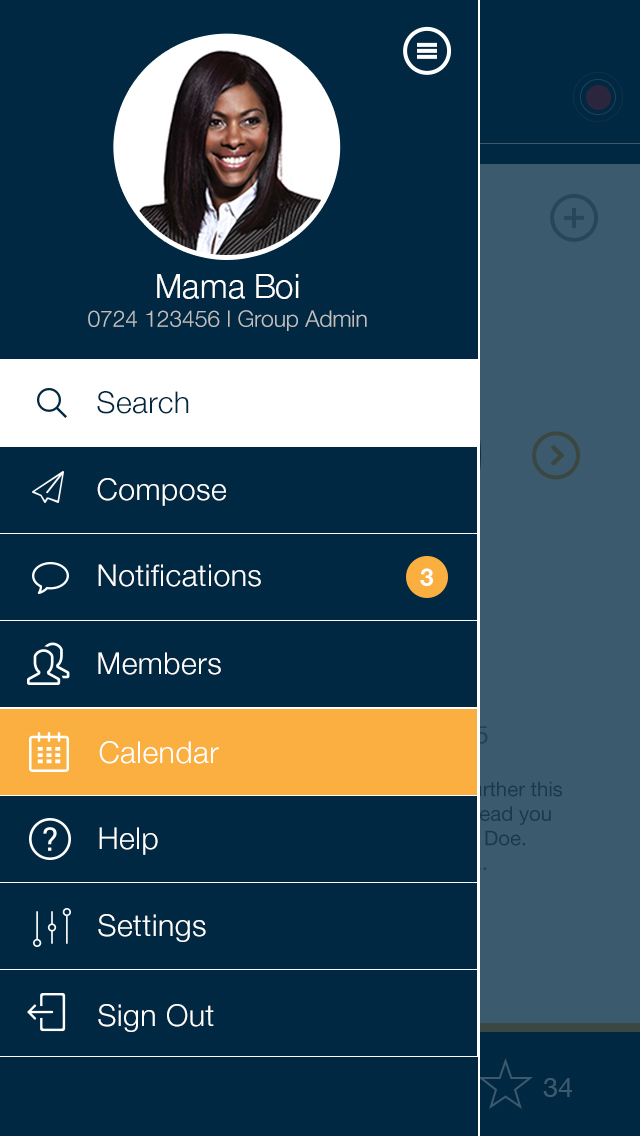 Mama Boi
0724 123456 | Group Admin
Search
Compose
Notifications 3
Members
5
Calendar
rther this
ead you
Help
Doe.
.
Settings
Sign Out
34